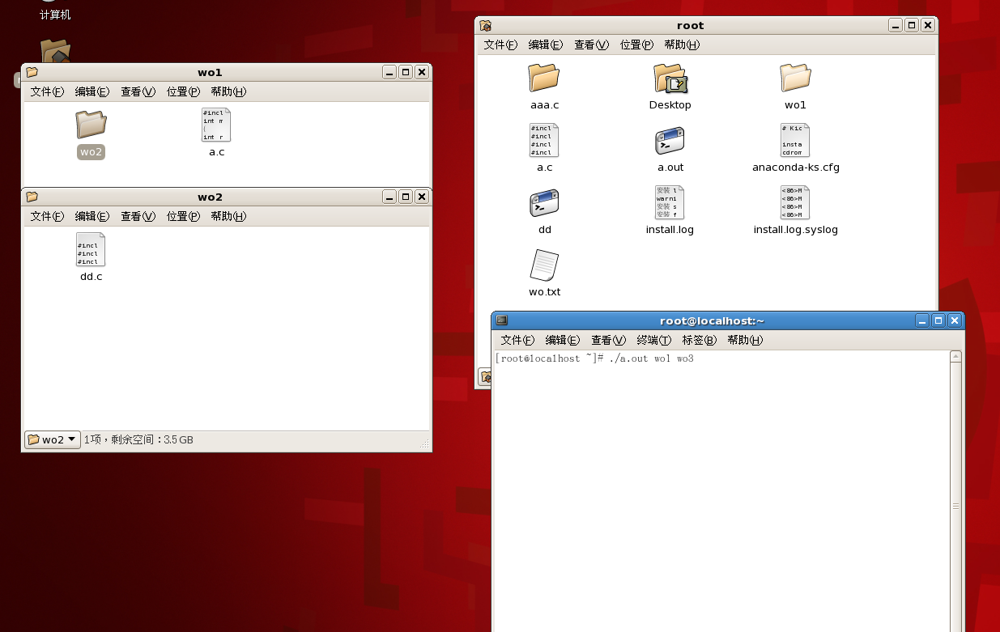 计算机
wo1
文件(F) 编辑(E) 查看(V) 位置(P) 帮助(H)
#incl
int m
{
int r
wo2
a.c
wo2
文件(F) 编辑(E) 查看(V) 位置(P) 帮助(H)
#incl
#incl
#incl
dd.c
wo2
1项，剩余空间：3.5 GB
root
文件(F) 编辑(E) 查看(V) 位置(P) 帮助(H)
aaa.c
Desktop
wo1
#incl
#incl
#incl
#incl
# Kic
insta
cdrom
a.c
a.out
anaconda-ks.cfg
安装 l
warni
安装 s
安装 f
<86>M
<86>M
<86>M
<86>M
dd
install.log
install.log.syslog
wo.txt
root@localhost:~
文件(F) 编辑(E) 查看(V) 终端(T) 标签(B) 帮助(H)
[root@localhost ~]# ./a.out wo1 wo3